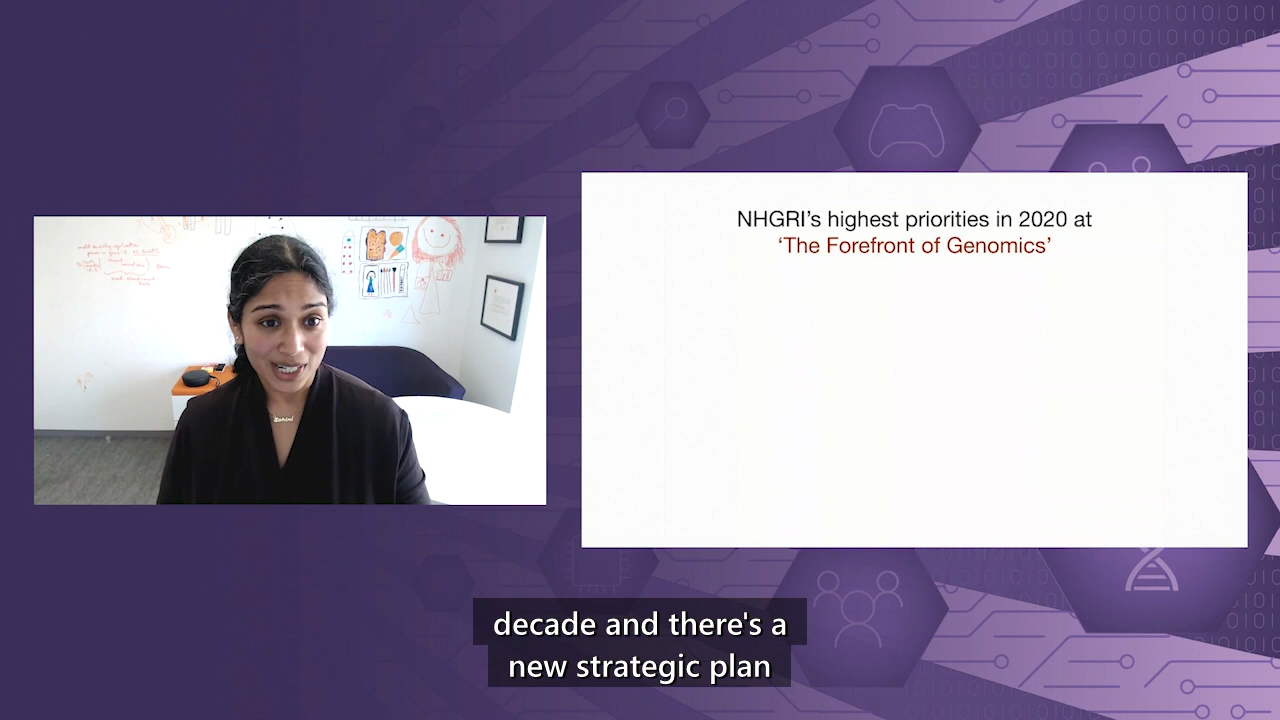 NHGRI’s highest priorities in 2020 at
‘The Forefront of Genomics’
decade and there's a
new strategic plan